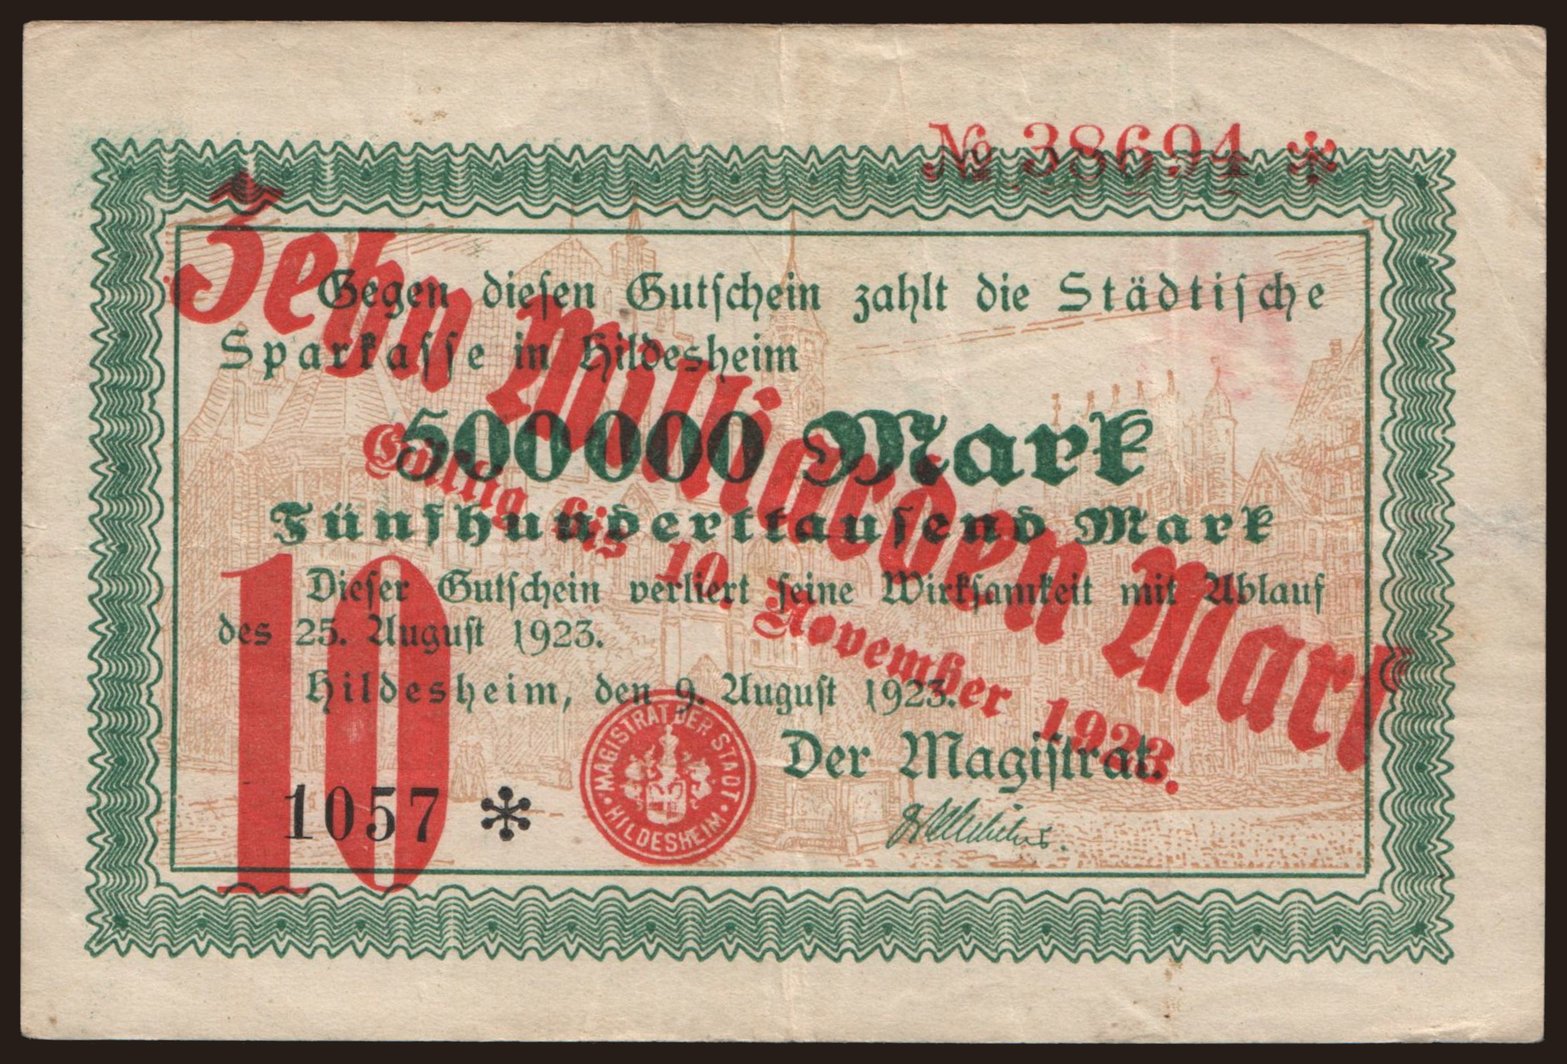 № 38694 *
Gegen diesen Gutschein zahlt die Städtische
Sparkasse in Hildesheim
500000 Mark
Fünfhunderttausend Mark
Dieser Gutschein verliert seine Wirksamkeit mit Ablauf
des 25. August 1923.
Hildesheim, den 9. August 1923.
Der Magistrat.
Zehn Milliarden Mark
Gültig bis 10. November 1923.
10
1057 *
MAGISTRAT DER STADT
HILDESHEIM